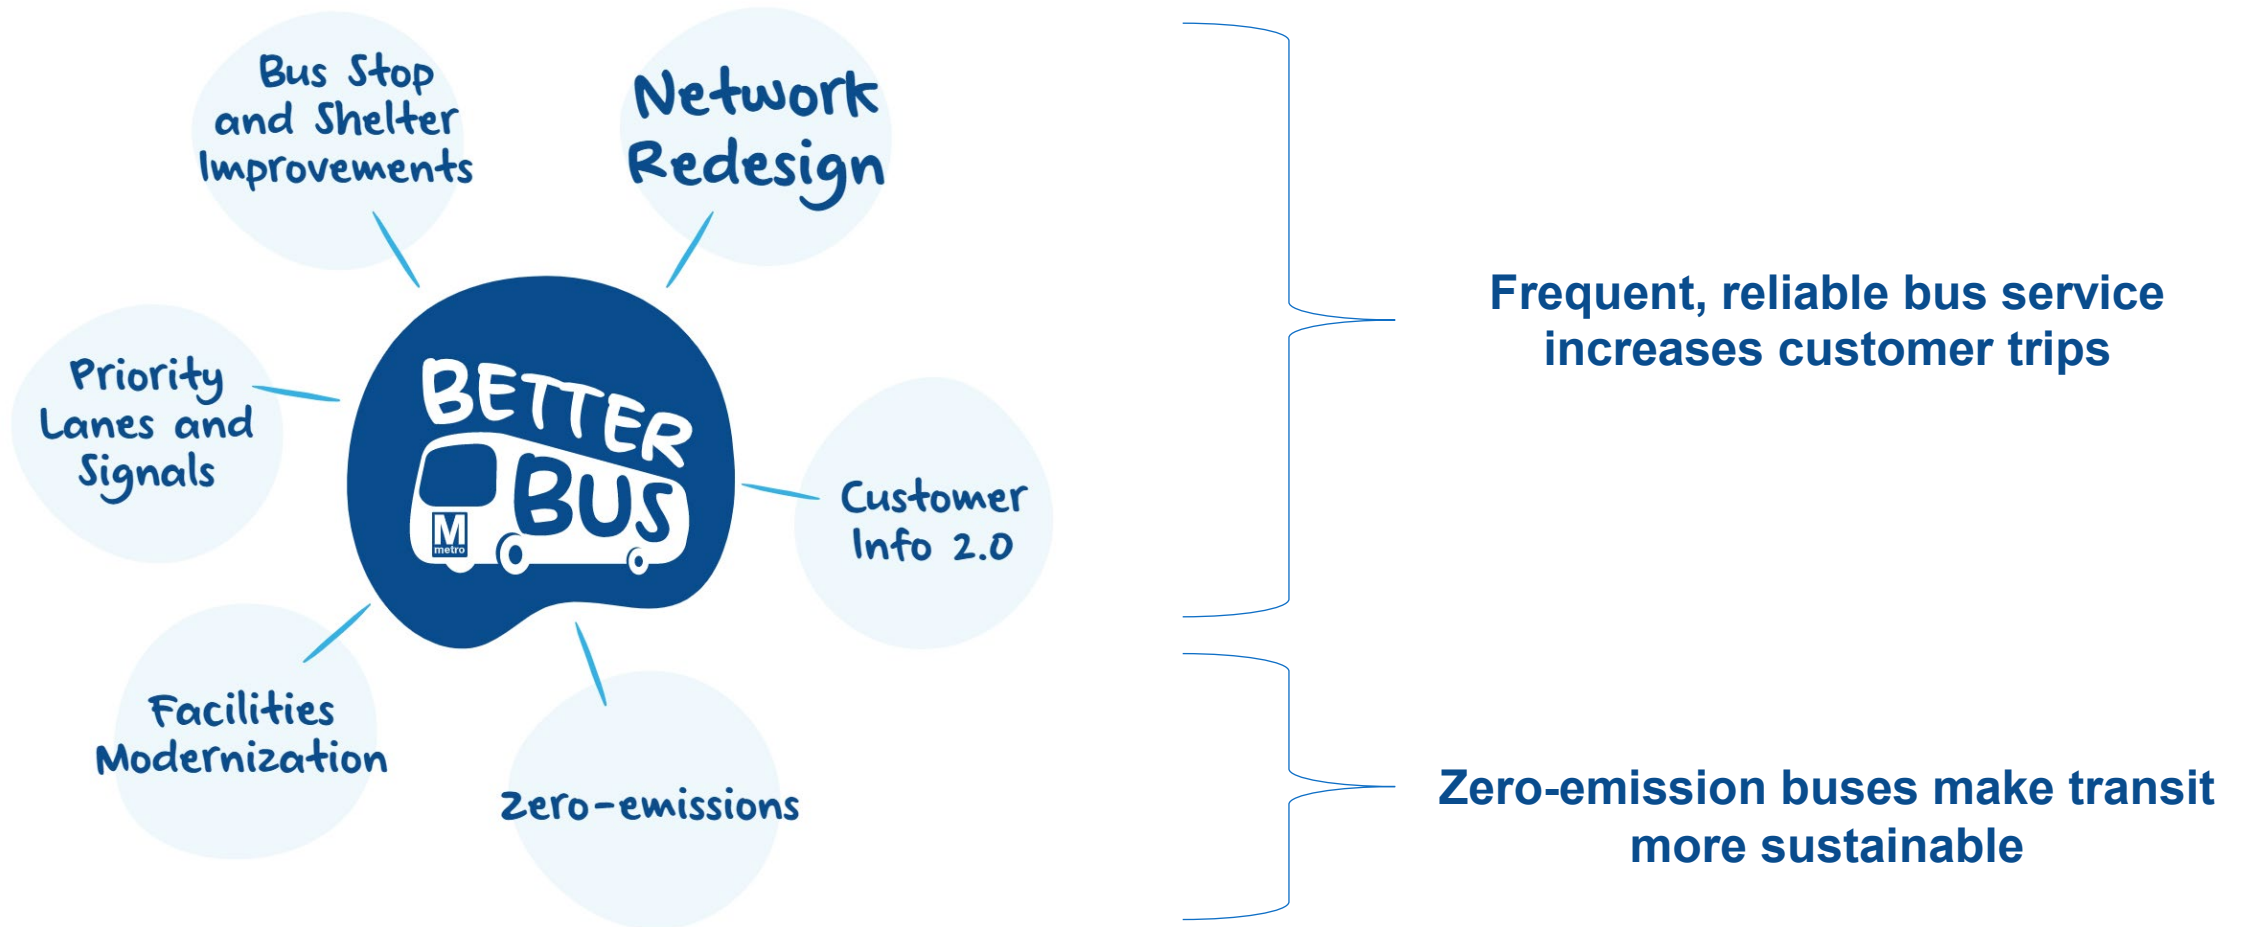 Bus Stop
and Shelter
Improvements
Network
Redesign
Priority
Lanes and
Signals
BETTER
BUS
M
metro
Customer
Info 2.0
Facilities
Modernization
Zero-emissions
Frequent, reliable bus service
increases customer trips
Zero-emission buses make transit
more sustainable